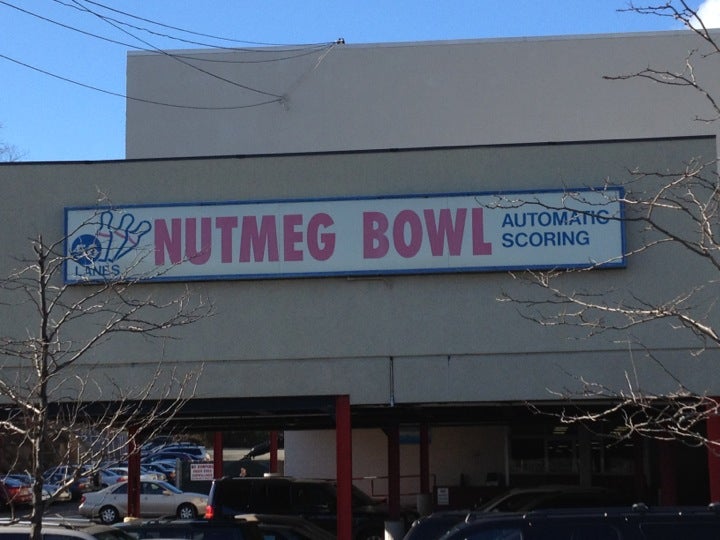 NUTMEG BOWL
AUTOMATIC
SCORING
LANES